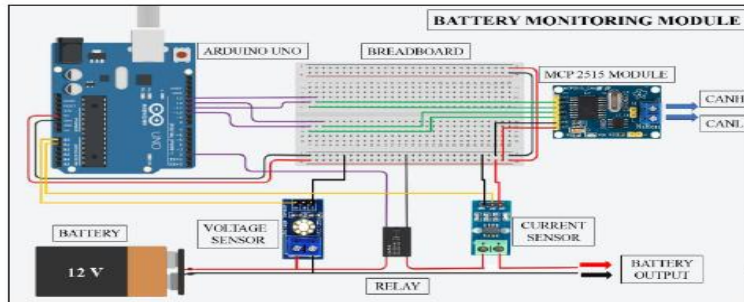 BATTERY MONITORING MODULE
ARDUINO UNO
BREADBOARD
MCP 2515 MODULE
CANH
CANL
UNO
BATTERY
12 V
VOLTAGE
SENSOR
RELAY
CURRENT
SENSOR
BATTERY
OUTPUT